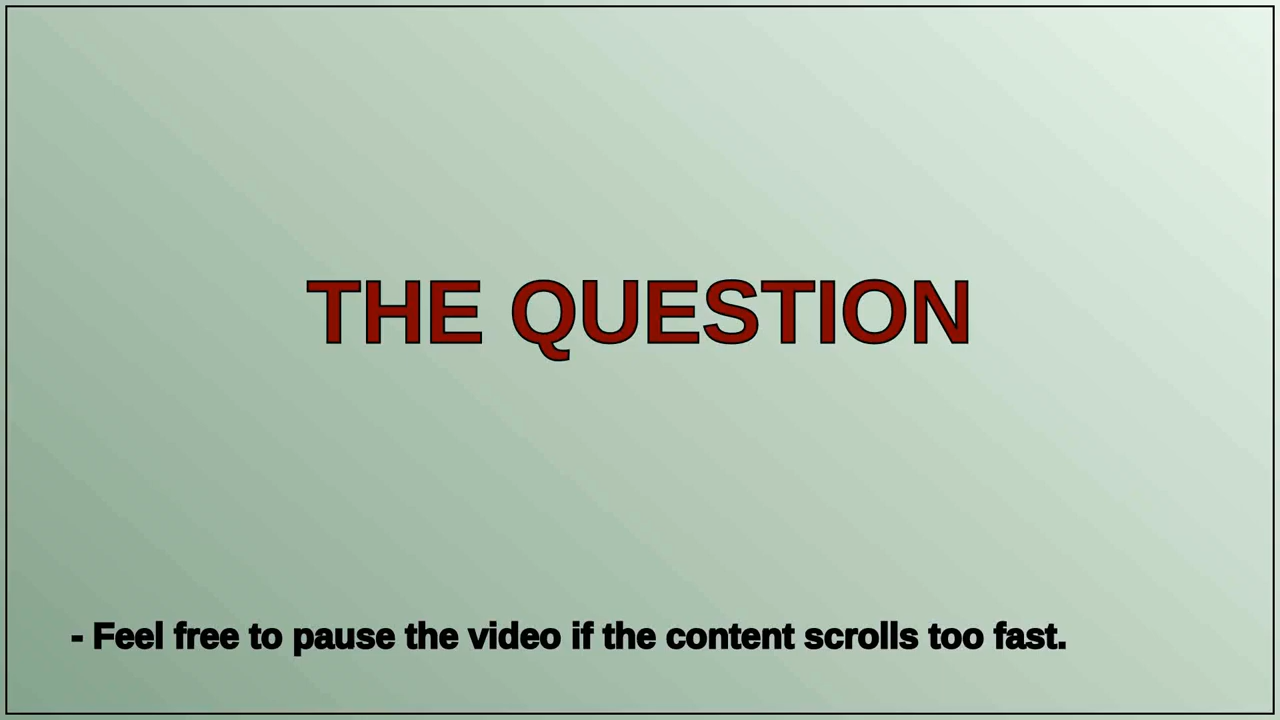 THE QUESTION
- Feel free to pause the video if the content scrolls too fast.